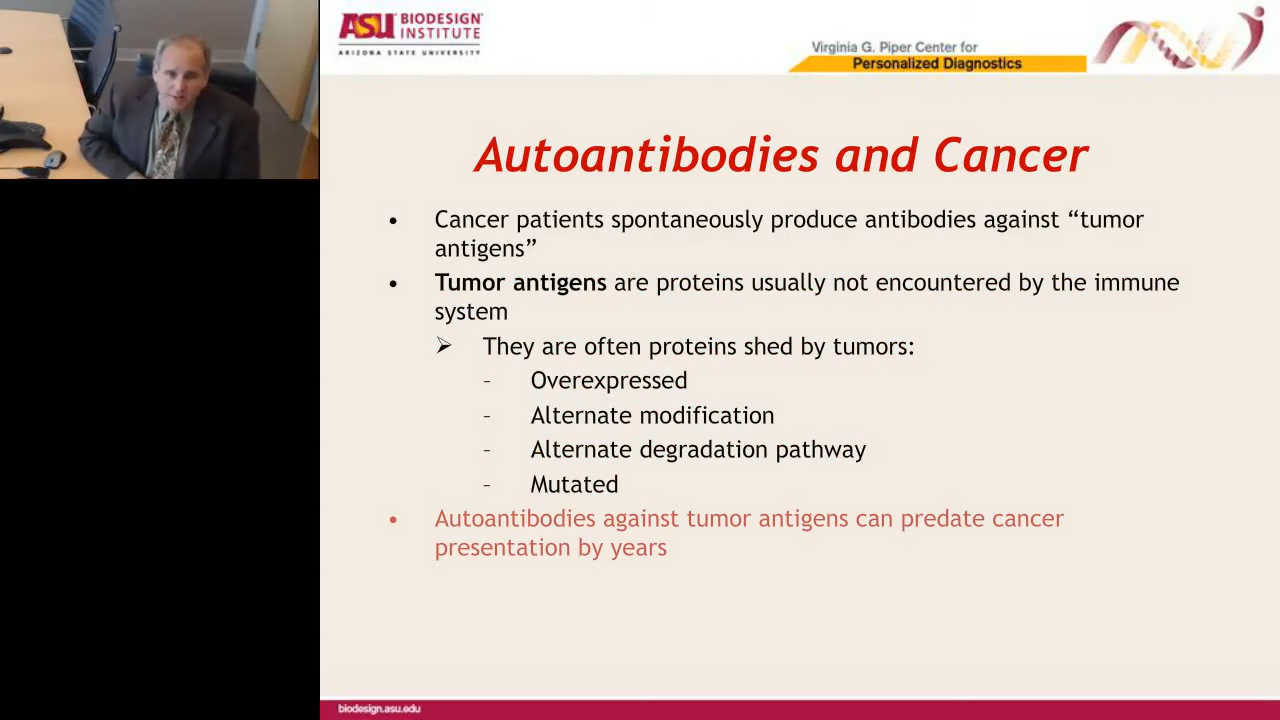 ASU BIODESIGN
INSTITUTE
ARIZONA STATE UNIVERSITY
Virginia G. Piper Center for
Personalized Diagnostics
Autoantibodies and Cancer
• Cancer patients spontaneously produce antibodies against “tumor
antigens”
• Tumor antigens are proteins usually not encountered by the immune
system
➢ They are often proteins shed by tumors:
– Overexpressed
– Alternate modification
– Alternate degradation pathway
– Mutated
• Autoantibodies against tumor antigens can predate cancer
presentation by years
biodesign.asu.edu